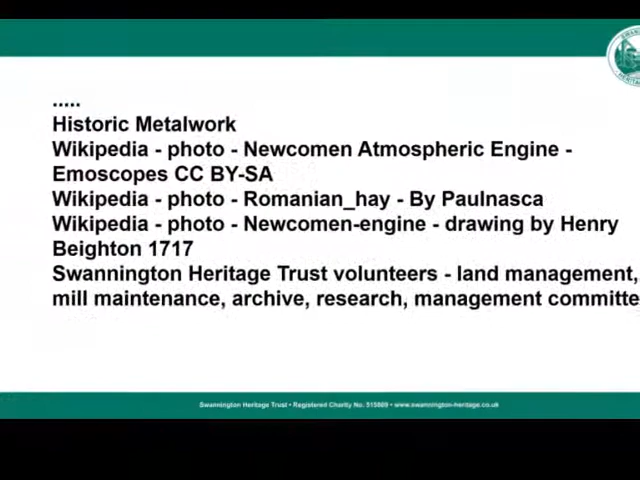 .....
Historic Metalwork
Wikipedia - photo - Newcomen Atmospheric Engine -
Emoscopes CC BY-SA
Wikipedia - photo - Romanian_hay - By Paulnasca
Wikipedia - photo - Newcomen-engine - drawing by Henry
Beighton 1717
Swannington Heritage Trust volunteers - land management,
mill maintenance, archive, research, management committe
Swannington Heritage Trust • Registered Charity No. 515809 • www.swannington-heritage.co.uk